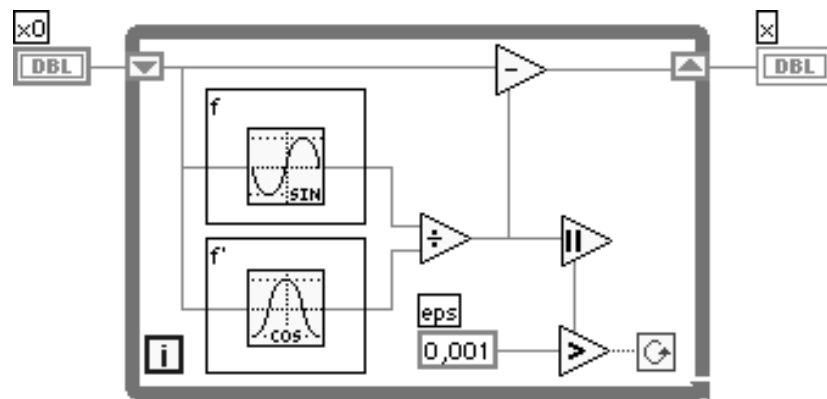 x0
x
DBL
DBL
f
SIN
f'
COS
eps
0,001
i